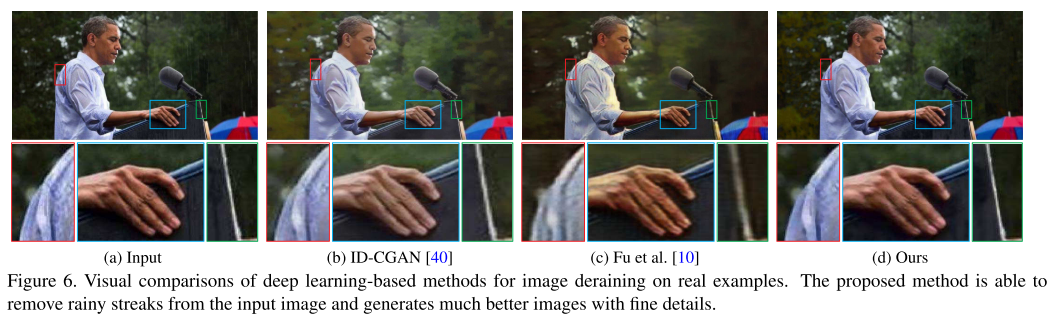 (a) Input
(b) ID-CGAN [40]
(c) Fu et al. [10]
(d) Ours
Figure 6. Visual comparisons of deep learning-based methods for image deraining on real examples. The proposed method is able to
remove rainy streaks from the input image and generates much better images with fine details.